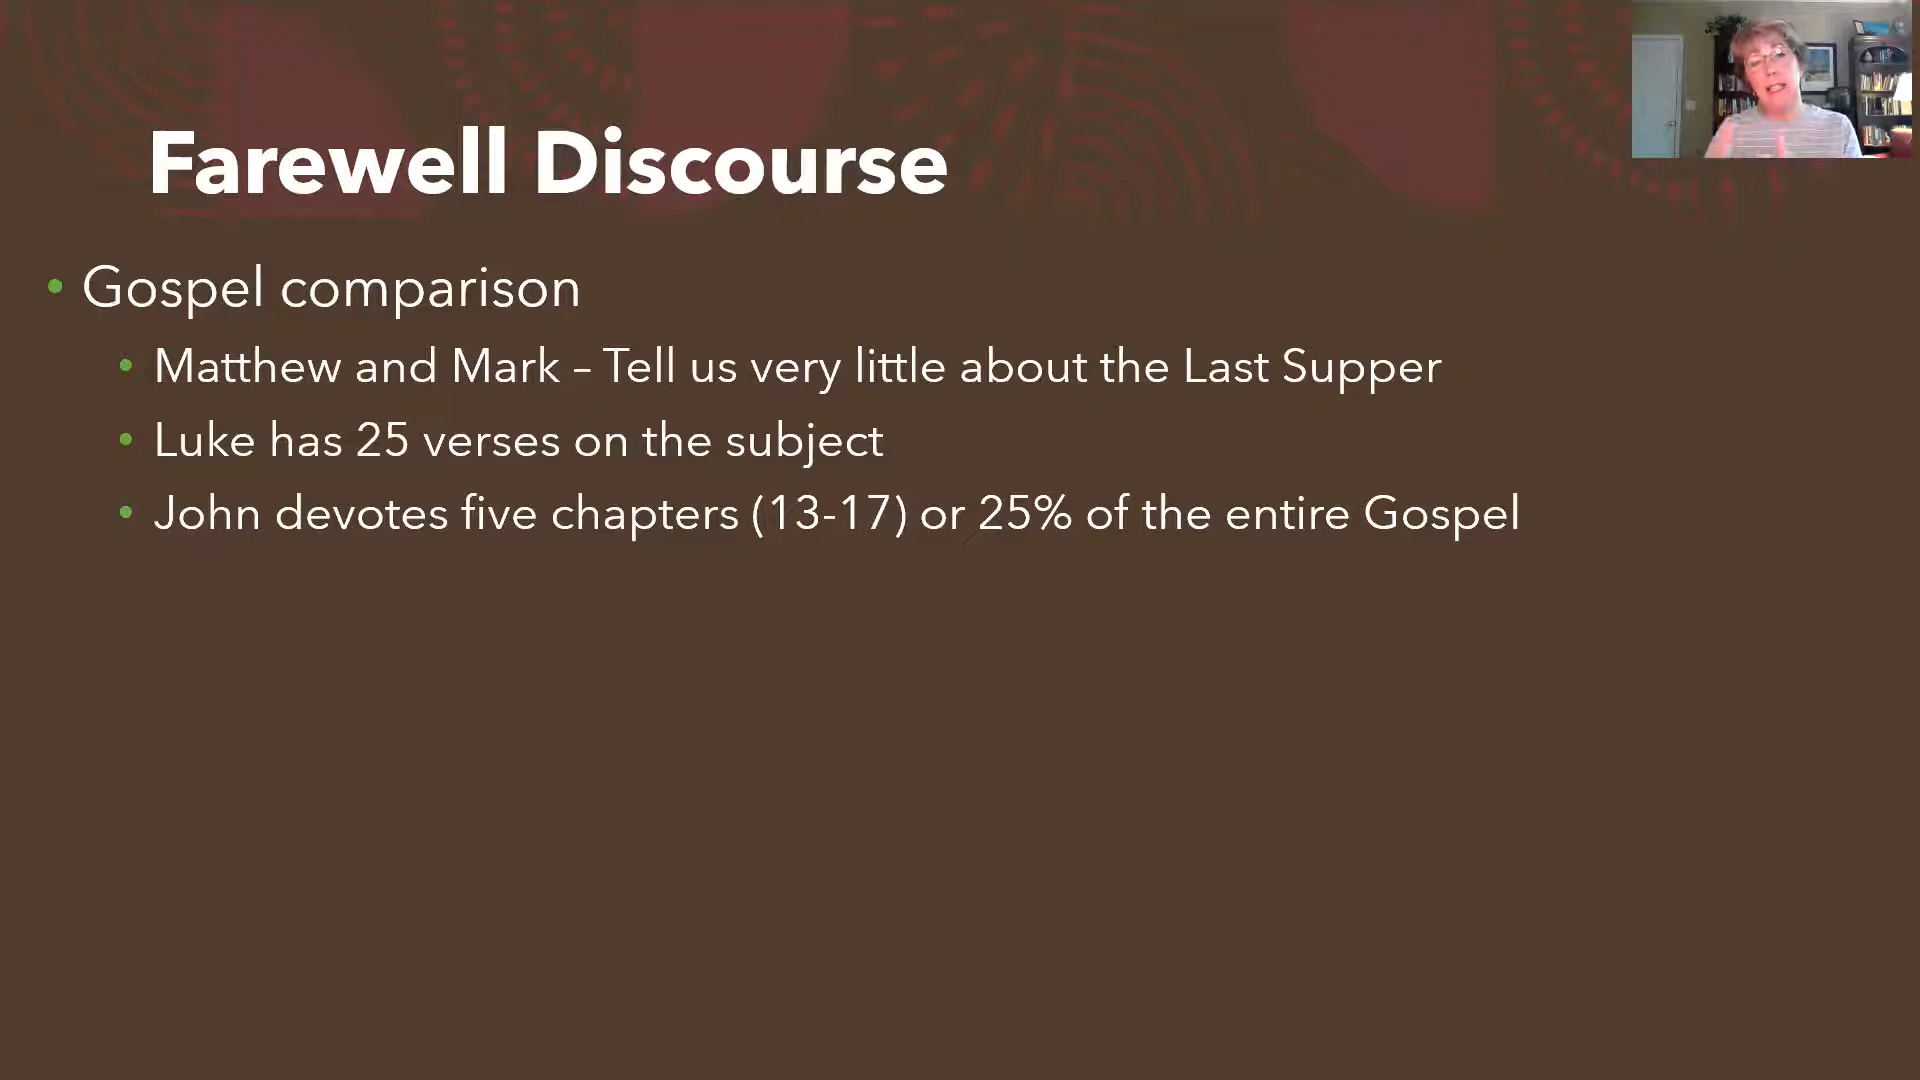 Farewell Discourse
• Gospel comparison
• Matthew and Mark – Tell us very little about the Last Supper
• Luke has 25 verses on the subject
• John devotes five chapters (13-17) or 25% of the entire Gospel